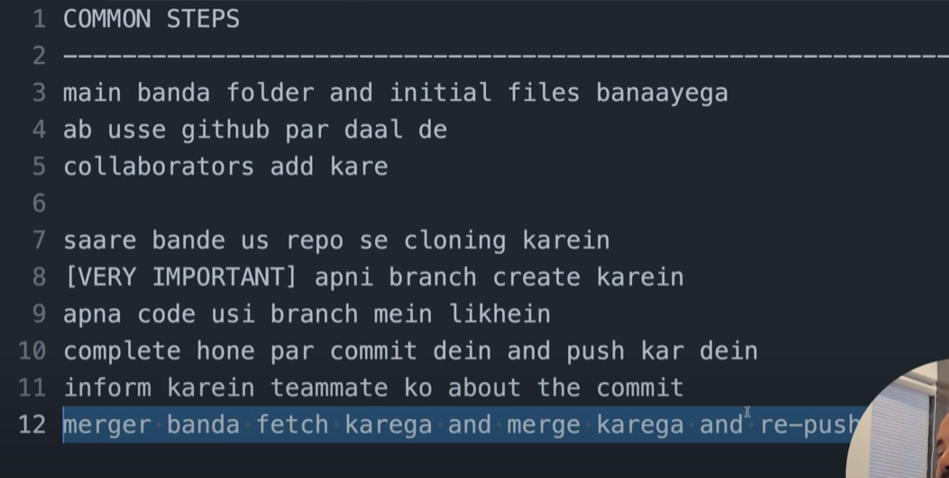 1 COMMON STEPS
2 ------------------------------------------------------------
3 main banda folder and initial files banaayega
4 ab usse github par daal de
5 collaborators add kare
6
7 saare bande us repo se cloning karein
8 [VERY IMPORTANT] apni branch create karein
9 apna code usi branch mein likhein
10 complete hone par commit dein and push kar dein
11 inform karein teammate ko about the commit
12 merger banda fetch karega and merge karega and re-push